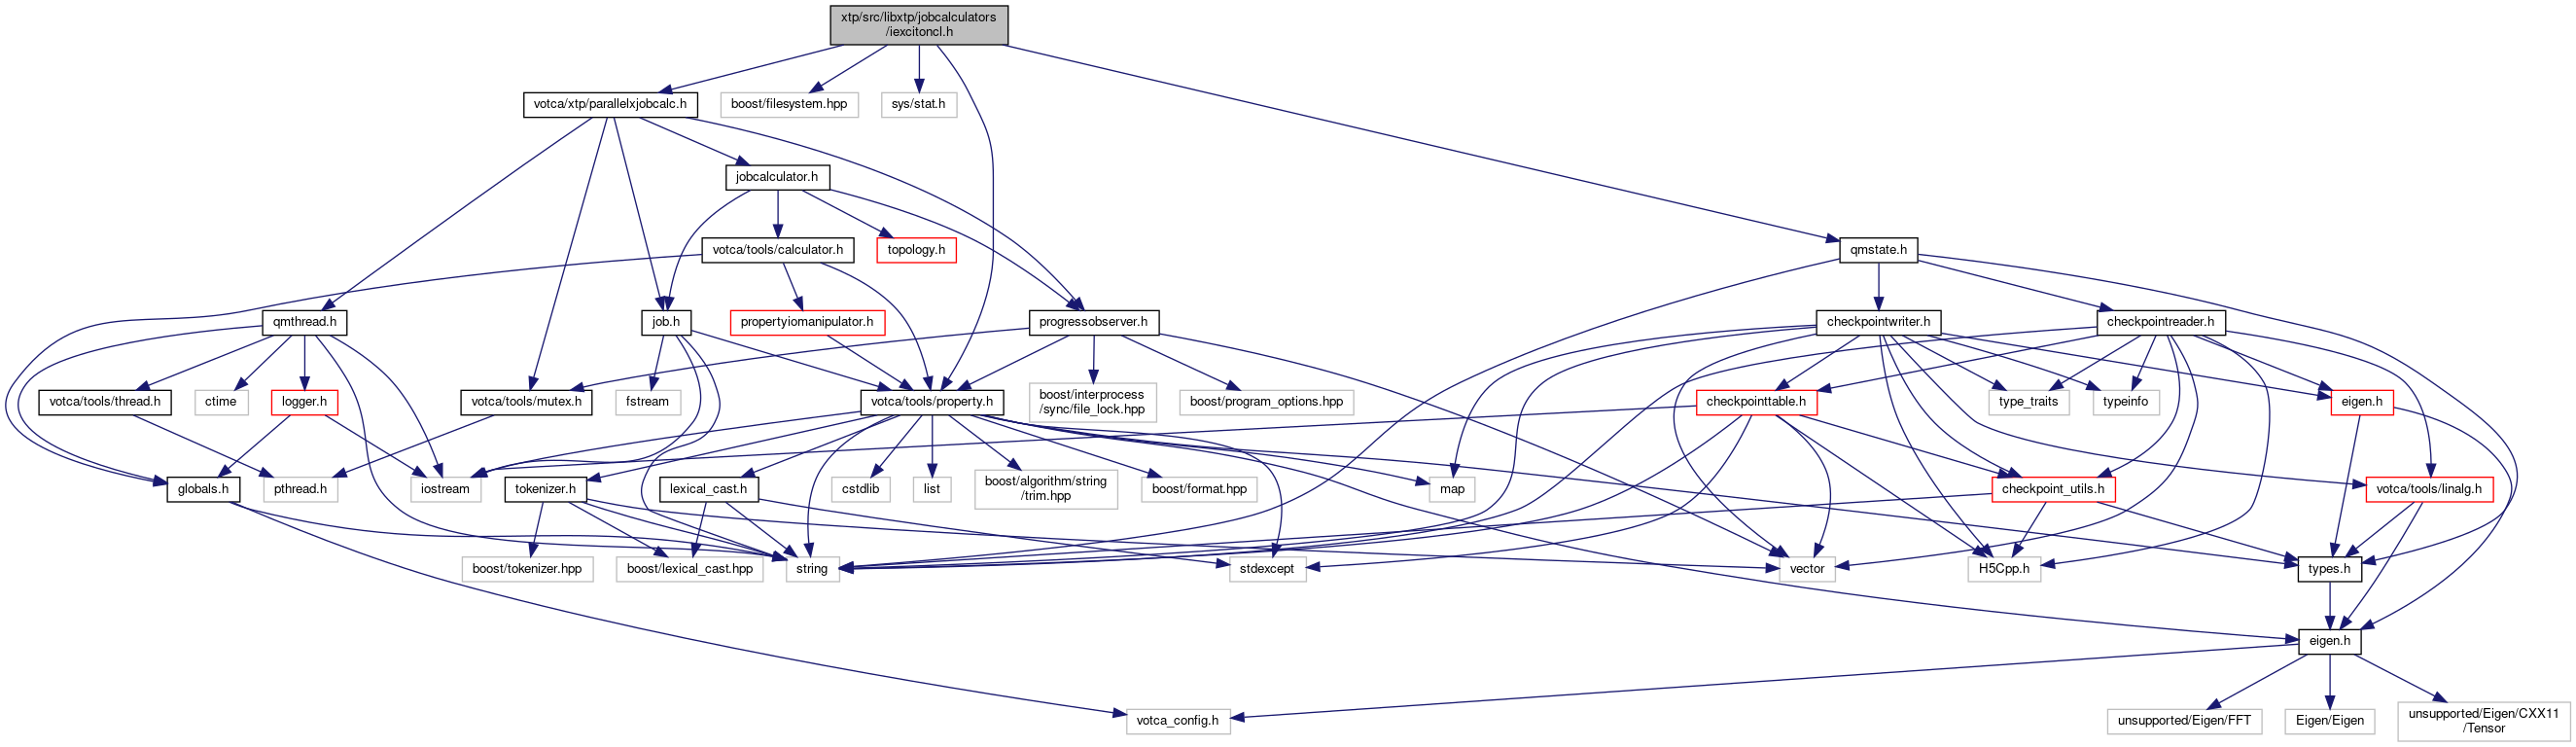 xtp/src/libxtp/jobcalculators
/iexcitoncl.h
votca/xtp/parallelxjobcalc.h
boost/filesystem.hpp
sys/stat.h
jobcalculator.h
votca/tools/calculator.h
topology.h
qmstate.h
qmthread.h
job.h
propertyiomanipulator.h
progressobserver.h
checkpointwriter.h
checkpointreader.h
votca/tools/thread.h
ctime
logger.h
votca/tools/mutex.h
fstream
votca/tools/property.h
boost/interprocess
/sync/file_lock.hpp
boost/program_options.hpp
checkpointtable.h
type_traits
typeinfo
eigen.h
globals.h
pthread.h
iostream
tokenizer.h
lexical_cast.h
cstdlib
list
boost/algorithm/string
/trim.hpp
boost/format.hpp
map
checkpoint_utils.h
votca/tools/linalg.h
boost/tokenizer.hpp
boost/lexical_cast.hpp
string
stdexcept
vector
H5Cpp.h
types.h
eigen.h
votca_config.h
unsupported/Eigen/FFT
Eigen/Eigen
unsupported/Eigen/CXX11
/Tensor